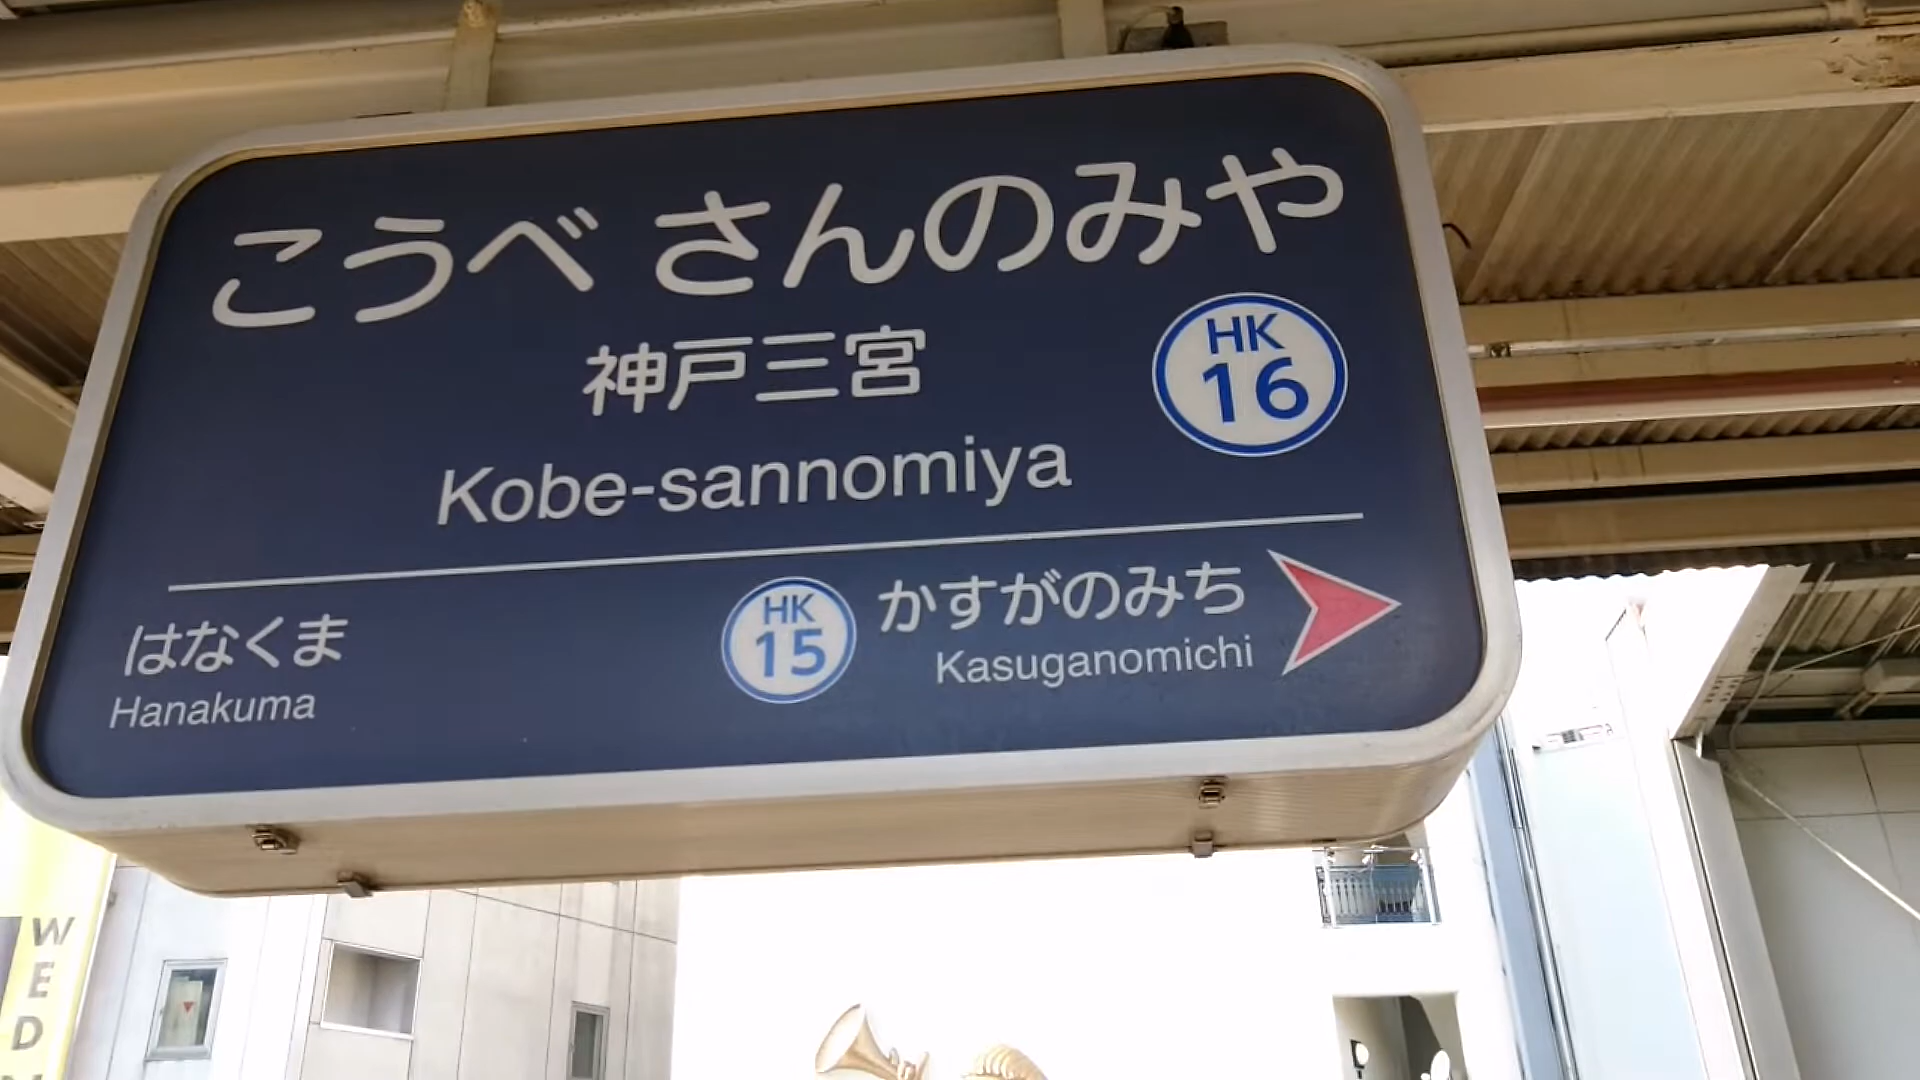 こうべ さんのみや
神戸三宮
HK
16
Kobe-sannomiya
はなくま
Hanakuma
HK
15
かすがのみち
Kasuganomichi
W
E
D